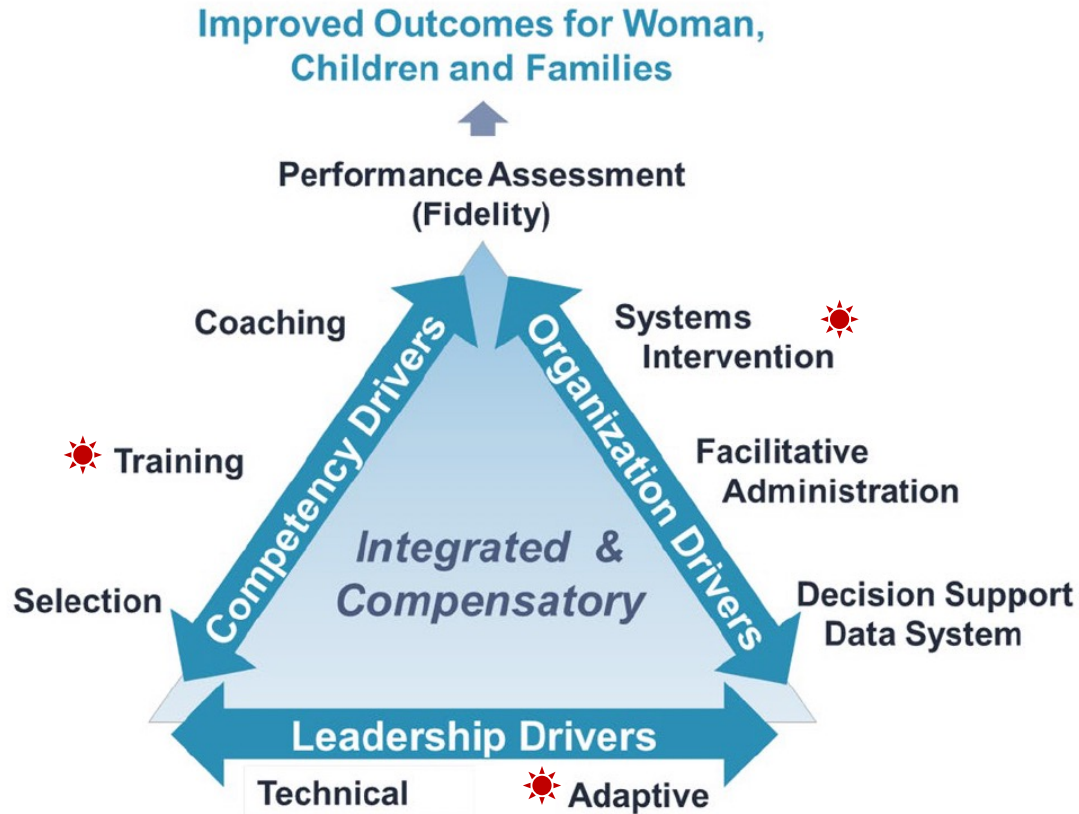 Improved Outcomes for Woman,
Children and Families
Performance Assessment
(Fidelity)
Coaching
Training
Selection
Competency Drivers
Integrated &
Compensatory
Organization Drivers
Systems
Intervention
Facilitative
Administration
Decision Support
Data System
Leadership Drivers
Technical
Adaptive